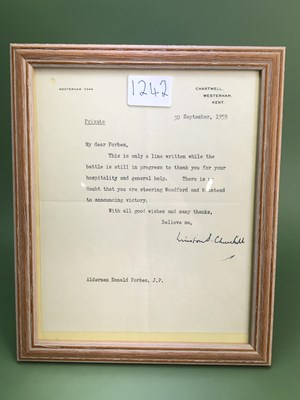 1242
WESTERHAM 3344
CHARTWELL,
WESTERHAM,
KENT.
Private
30 September, 1959
My dear Forbes,
This is only a line written while the
battle is still in progress to thank you for your
hospitality and general help. There is no
doubt that you are steering Woodford and Wanstead
to convincing victory.
With all good wishes and many thanks,
Believe me,
Winston S. Churchill
Alderman Donald Forbes, J.P.